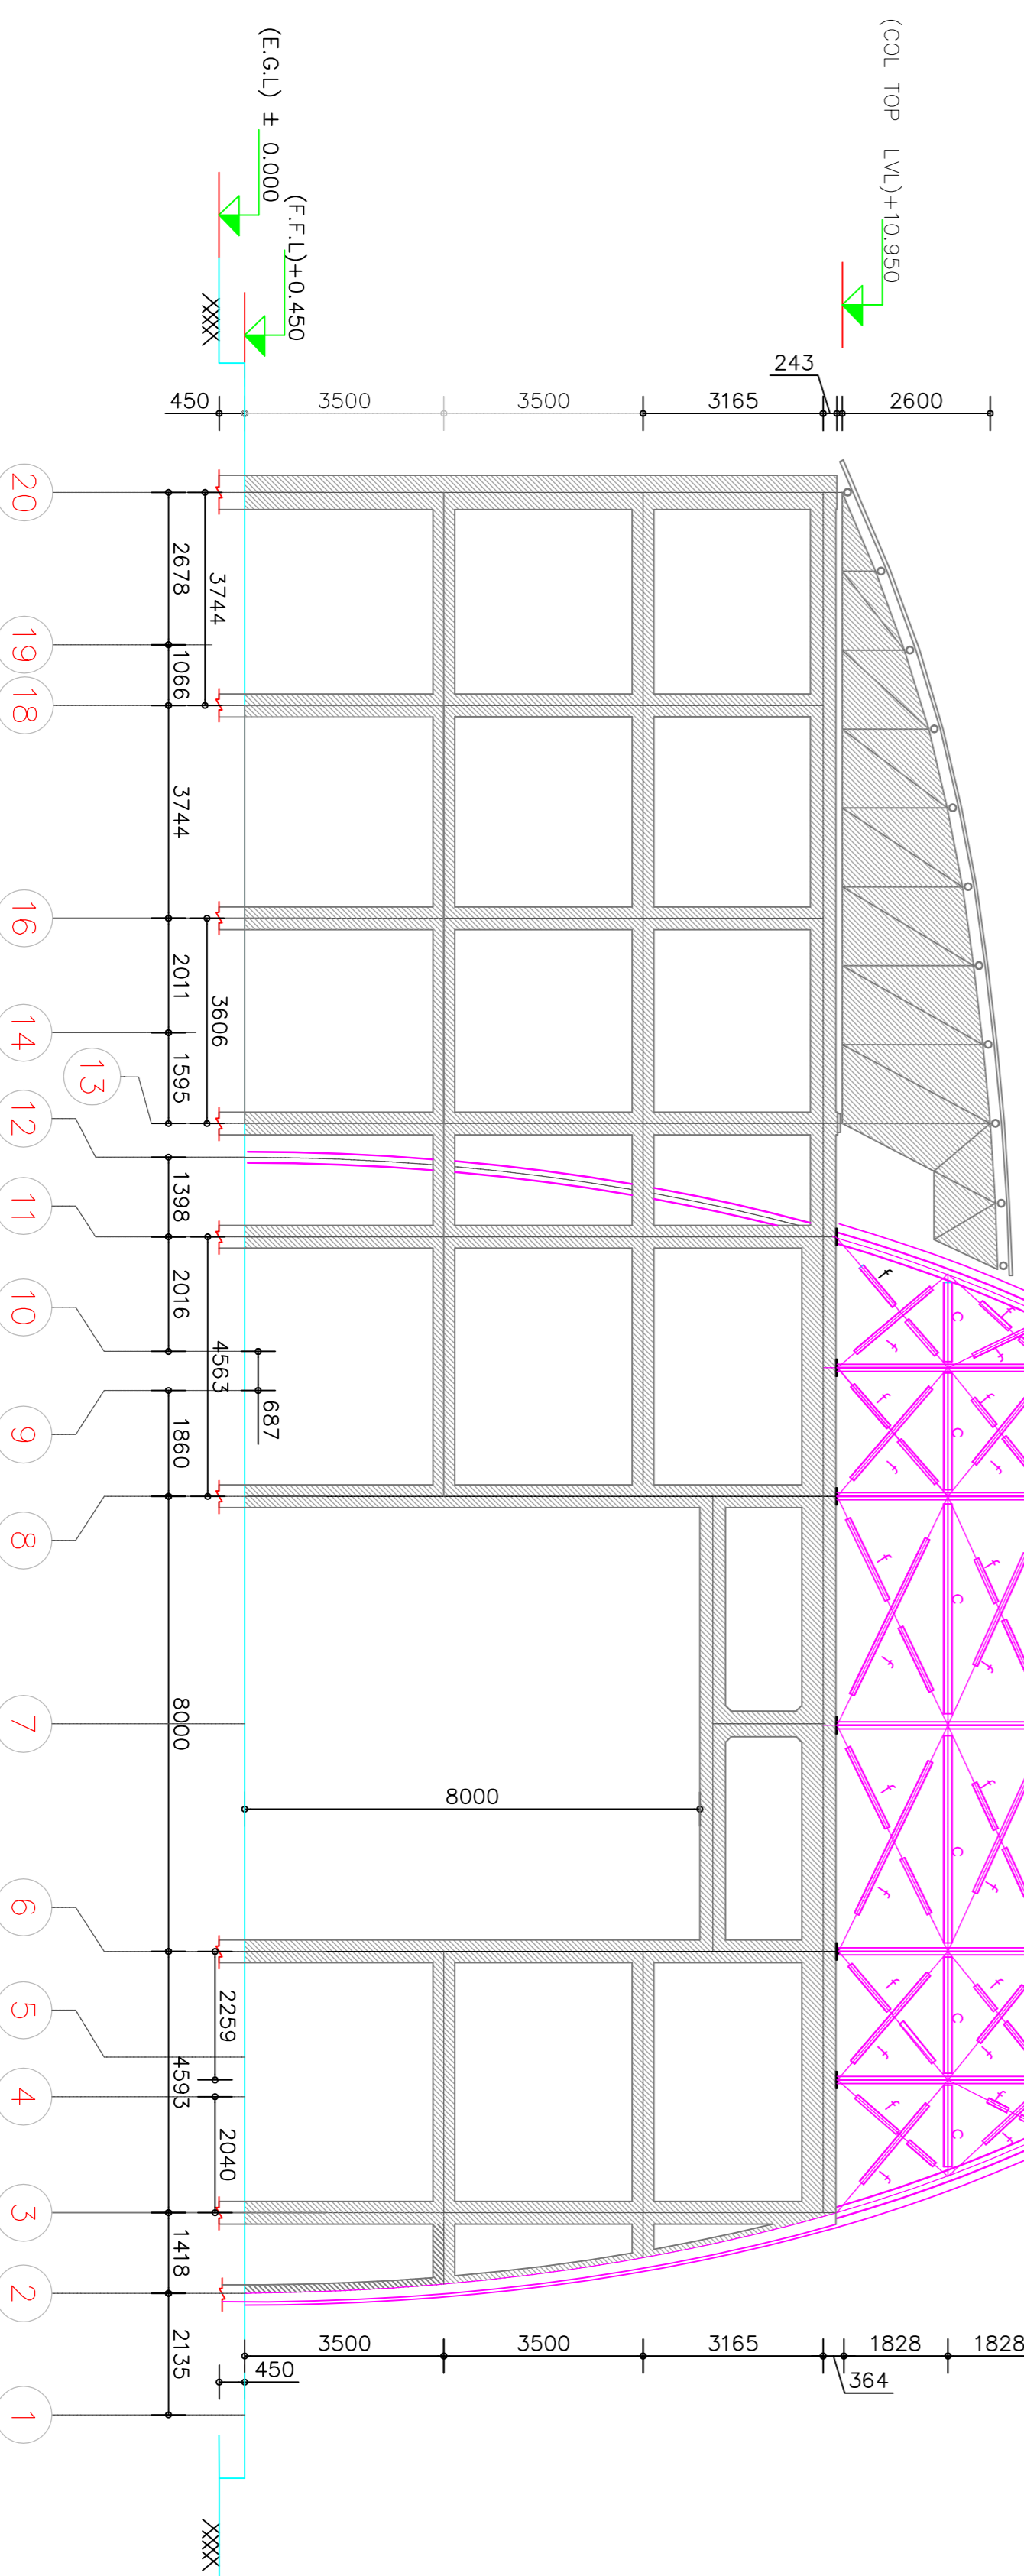 (COL TOP LVL)+10.950
(E.G.L) ± 0.000
(F.F.L)+0.450
243
450
3500
3500
3165
2600
20
2678
3744
19
1066
18
3744
16
2011
3606
14
1595
13
12
1398
11
2016
10
4563
687
9
1860
8
8000
7
8000
6
2259
5
4593
4
2040
3
1418
2
2135
1
3500
3500
3165
1828
1828
450
364
f
f
c
f
f
f
f
c
f
f
f
f
c
f
f
f
f
c
f
f
f
f
c
f
f
f
f
c
f
f